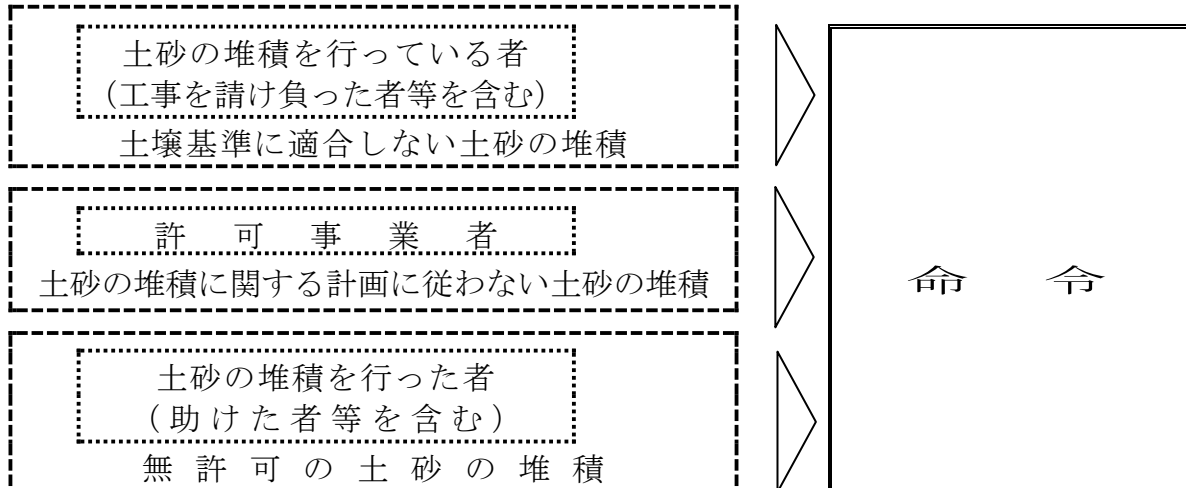 土砂の堆積を行っている者
（工事を請け負った者等を含む）
土壌基準に適合しない土砂の堆積
許可事業者
土砂の堆積に関する計画に従わない土砂の堆積
土砂の堆積を行った者
（助けた者等を含む）
無許可の土砂の堆積
命令